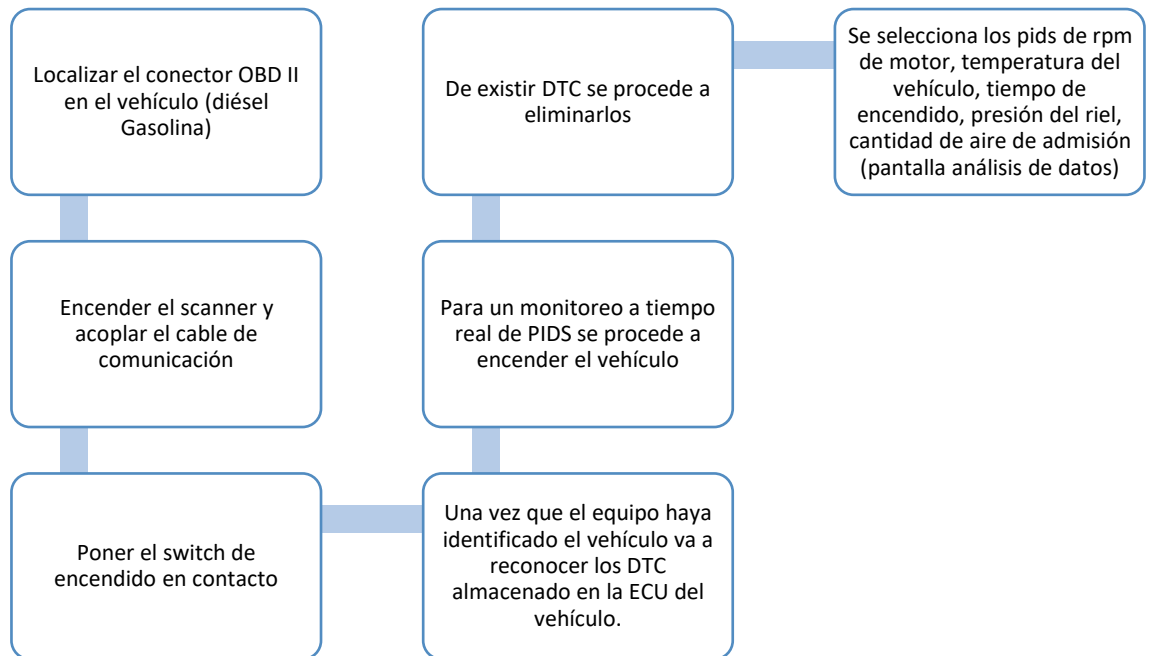 Localizar el conector OBD II
en el vehículo (diésel
Gasolina)
Encender el scanner y
acoplar el cable de
comunicación
Poner el switch de
encendido en contacto
Una vez que el equipo haya
identificado el vehículo va a
reconocer los DTC
almacenado en la ECU del
vehículo.
Para un monitoreo a tiempo
real de PIDS se procede a
encender el vehículo
De existir DTC se procede a
eliminarlos
Se selecciona los pids de rpm
de motor, temperatura del
vehículo, tiempo de
encendido, presión del riel,
cantidad de aire de admisión
(pantalla análisis de datos)